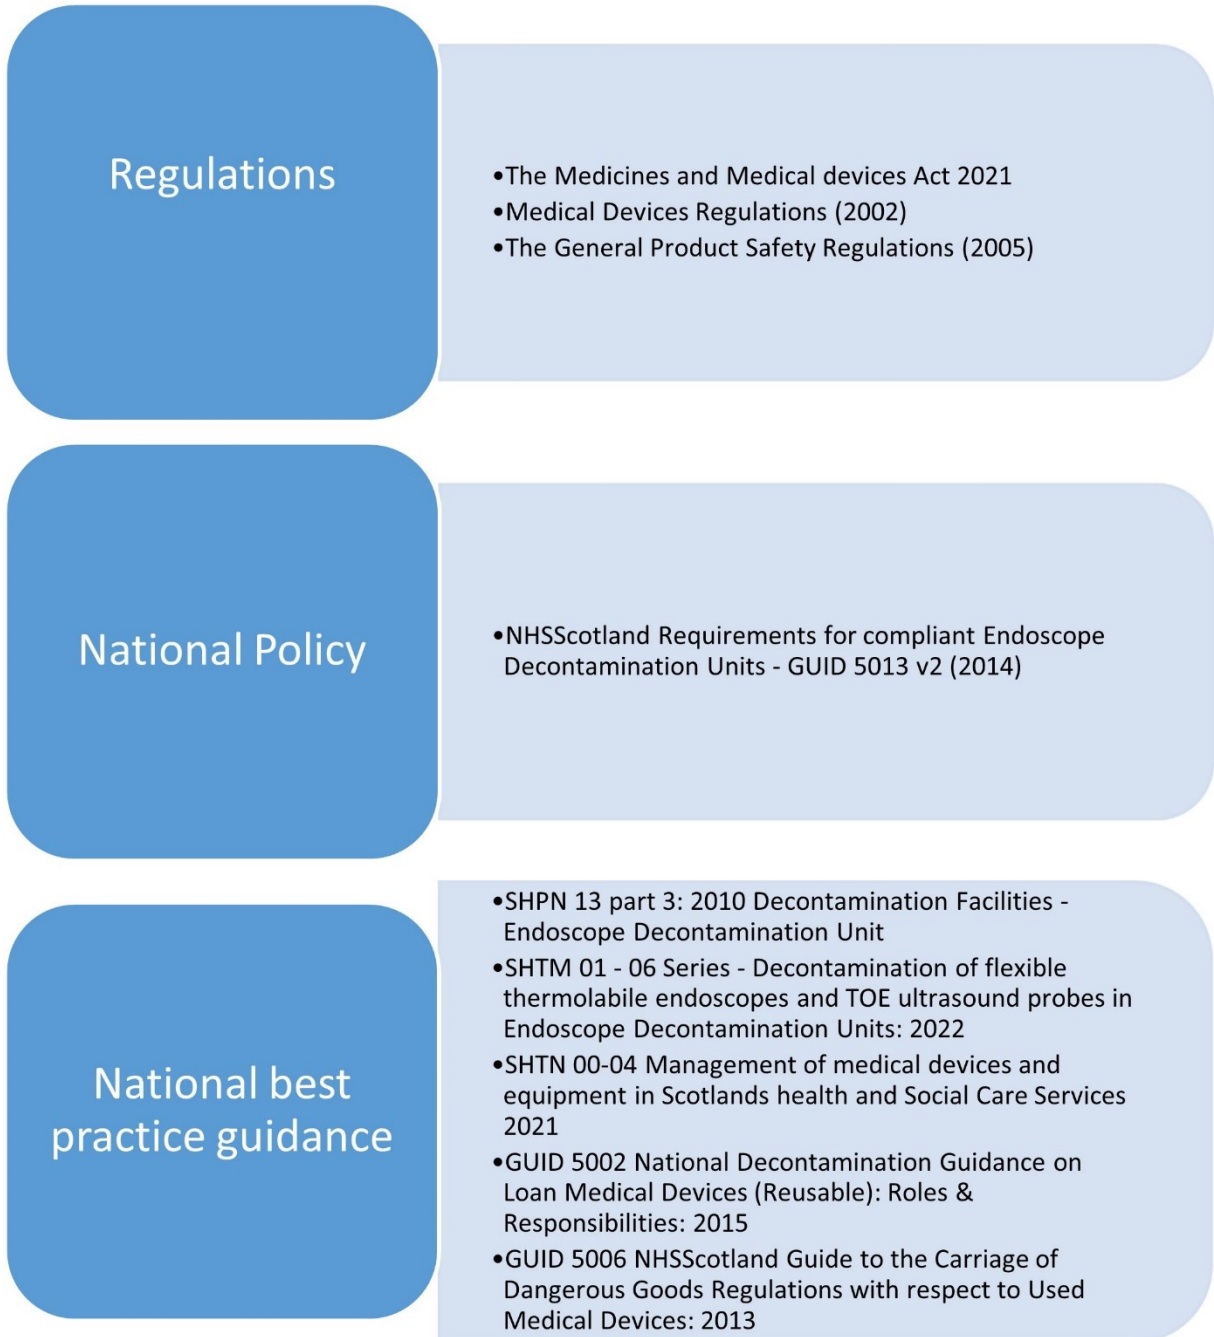 Regulations
•The Medicines and Medical devices Act 2021
•Medical Devices Regulations (2002)
•The General Product Safety Regulations (2005)
National Policy
•NHSScotland Requirements for compliant Endoscope
Decontamination Units - GUID 5013 v2 (2014)
National best
practice guidance
•SHPN 13 part 3: 2010 Decontamination Facilities -
Endoscope Decontamination Unit
•SHTM 01 - 06 Series - Decontamination of flexible
thermolabile endoscopes and TOE ultrasound probes in
Endoscope Decontamination Units: 2022
•SHTN 00-04 Management of medical devices and
equipment in Scotlands health and Social Care Services
2021
•GUID 5002 National Decontamination Guidance on
Loan Medical Devices (Reusable): Roles &
Responsibilities: 2015
•GUID 5006 NHSScotland Guide to the Carriage of
Dangerous Goods Regulations with respect to Used
Medical Devices: 2013